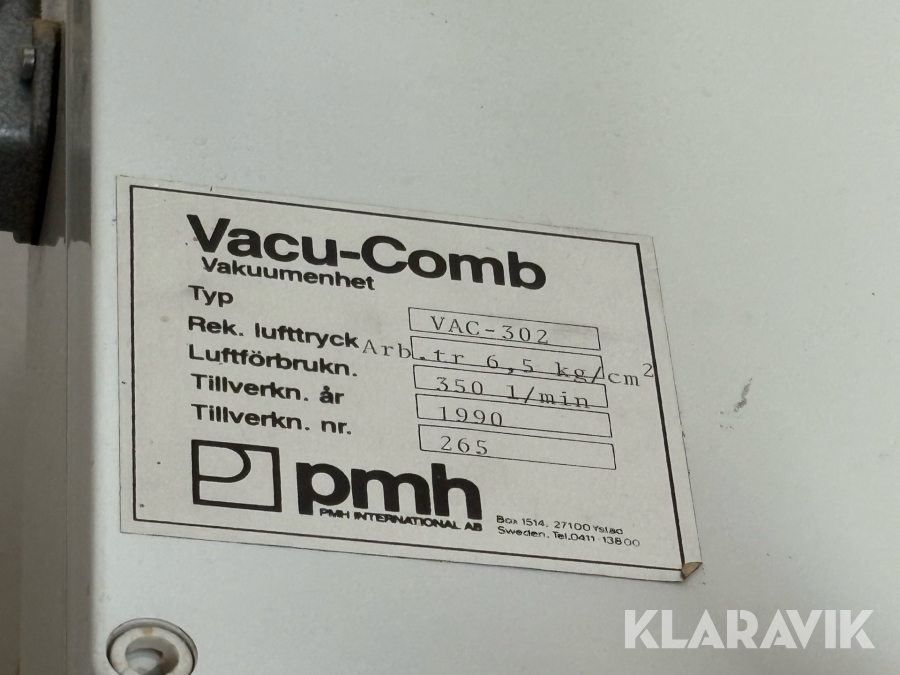 Vacu-Comb
Vakuumenhet
Typ VAC-302
Rek. lufttryck Arb.tr 6,5 kg/cm²
Luftförbrukn. 350 l/min
Tillverkn. år 1990
Tillverkn. nr. 265
pmh
PMH INTERNATIONAL AB
Box 1514. 27100 Ystad
Sweden. Tel.0411-13800
KLARAVIK